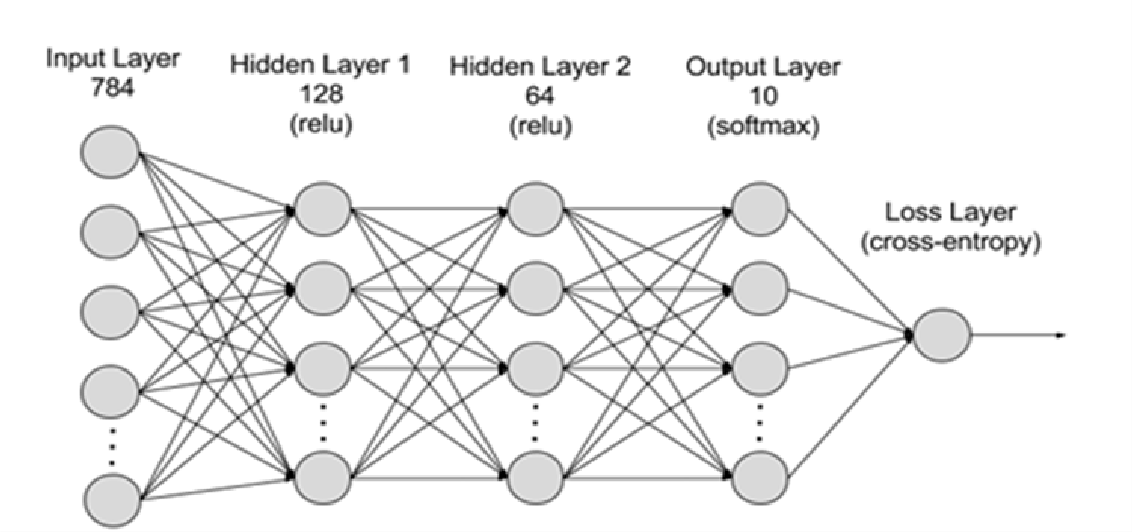 Input Layer
784
Hidden Layer 1
128
(relu)
Hidden Layer 2
64
(relu)
Output Layer
10
(softmax)
Loss Layer
(cross-entropy)